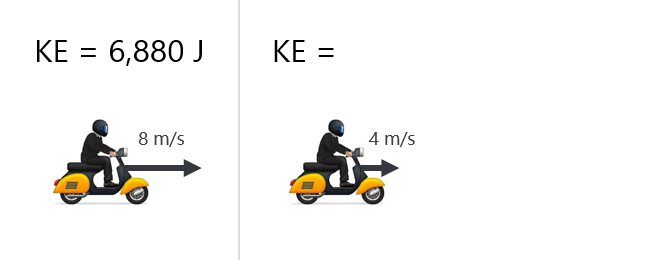 KE = 6,880 J
8 m/s
KE =
4 m/s